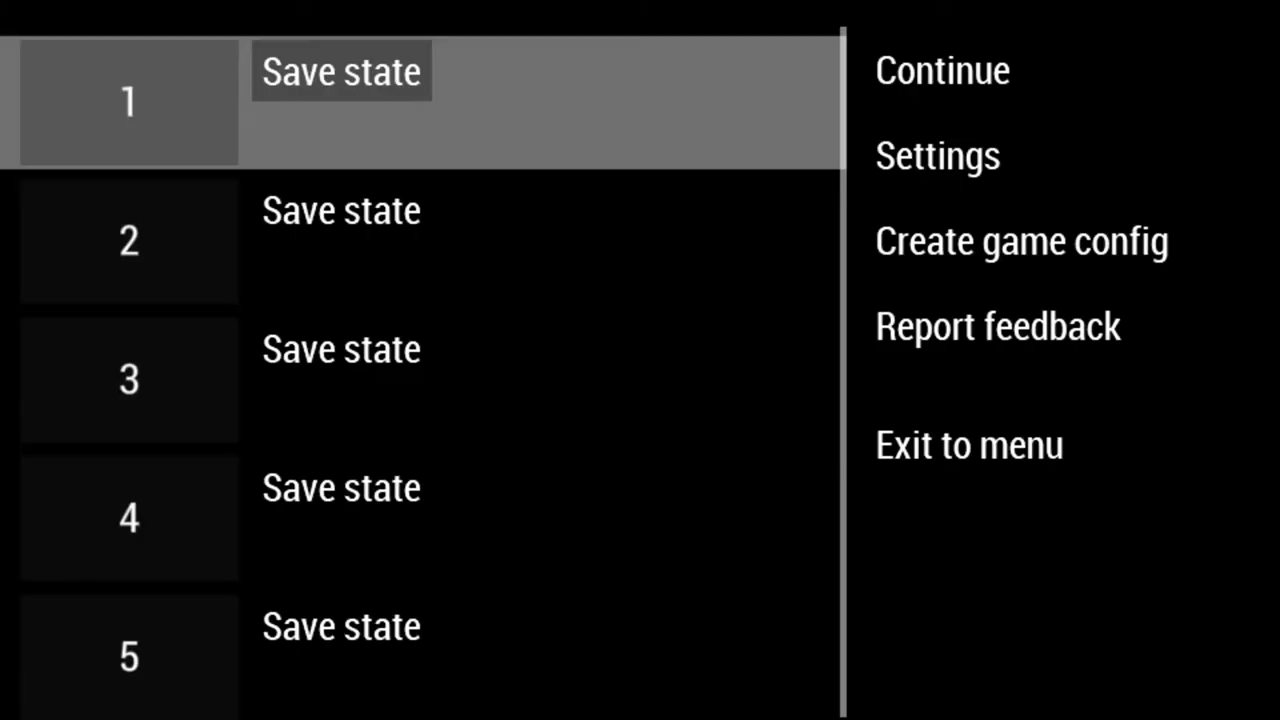 1
Save state
2
Save state
3
Save state
4
Save state
5
Save state
Continue
Settings
Create game config
Report feedback
Exit to menu